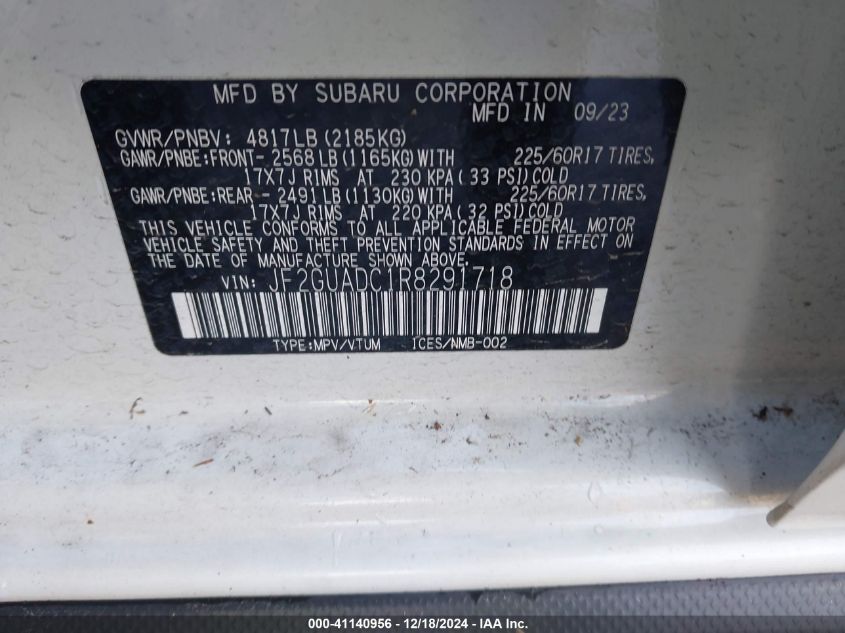 MFD BY SUBARU CORPORATION
MFD IN 09/23
GVWR/PNBV: 4817LB (2185KG)
GAWR/PNBE:FRONT- 2568LB (1165KG) WITH 225/60R17 TIRES,
17X7J RIMS AT 230 KPA ( 33 PSI) COLD
GAWR/PNBE:REAR - 2491LB (1130KG) WITH 225/60R17 TIRES,
17X7J RIMS AT 220 KPA ( 32 PSI) COLD
THIS VEHICLE CONFORMS TO ALL APPLICABLE FEDERAL MOTOR
VEHICLE SAFETY AND THEFT PREVENTION STANDARDS IN EFFECT ON
THE DATE OF MANUFACTURE SHOWN ABOVE.
VIN: JF2GUADC1R8291718
TYPE:MPV/VTUM ICES/NMB-002
000-41140956 - 12/18/2024 - IAA, Inc.